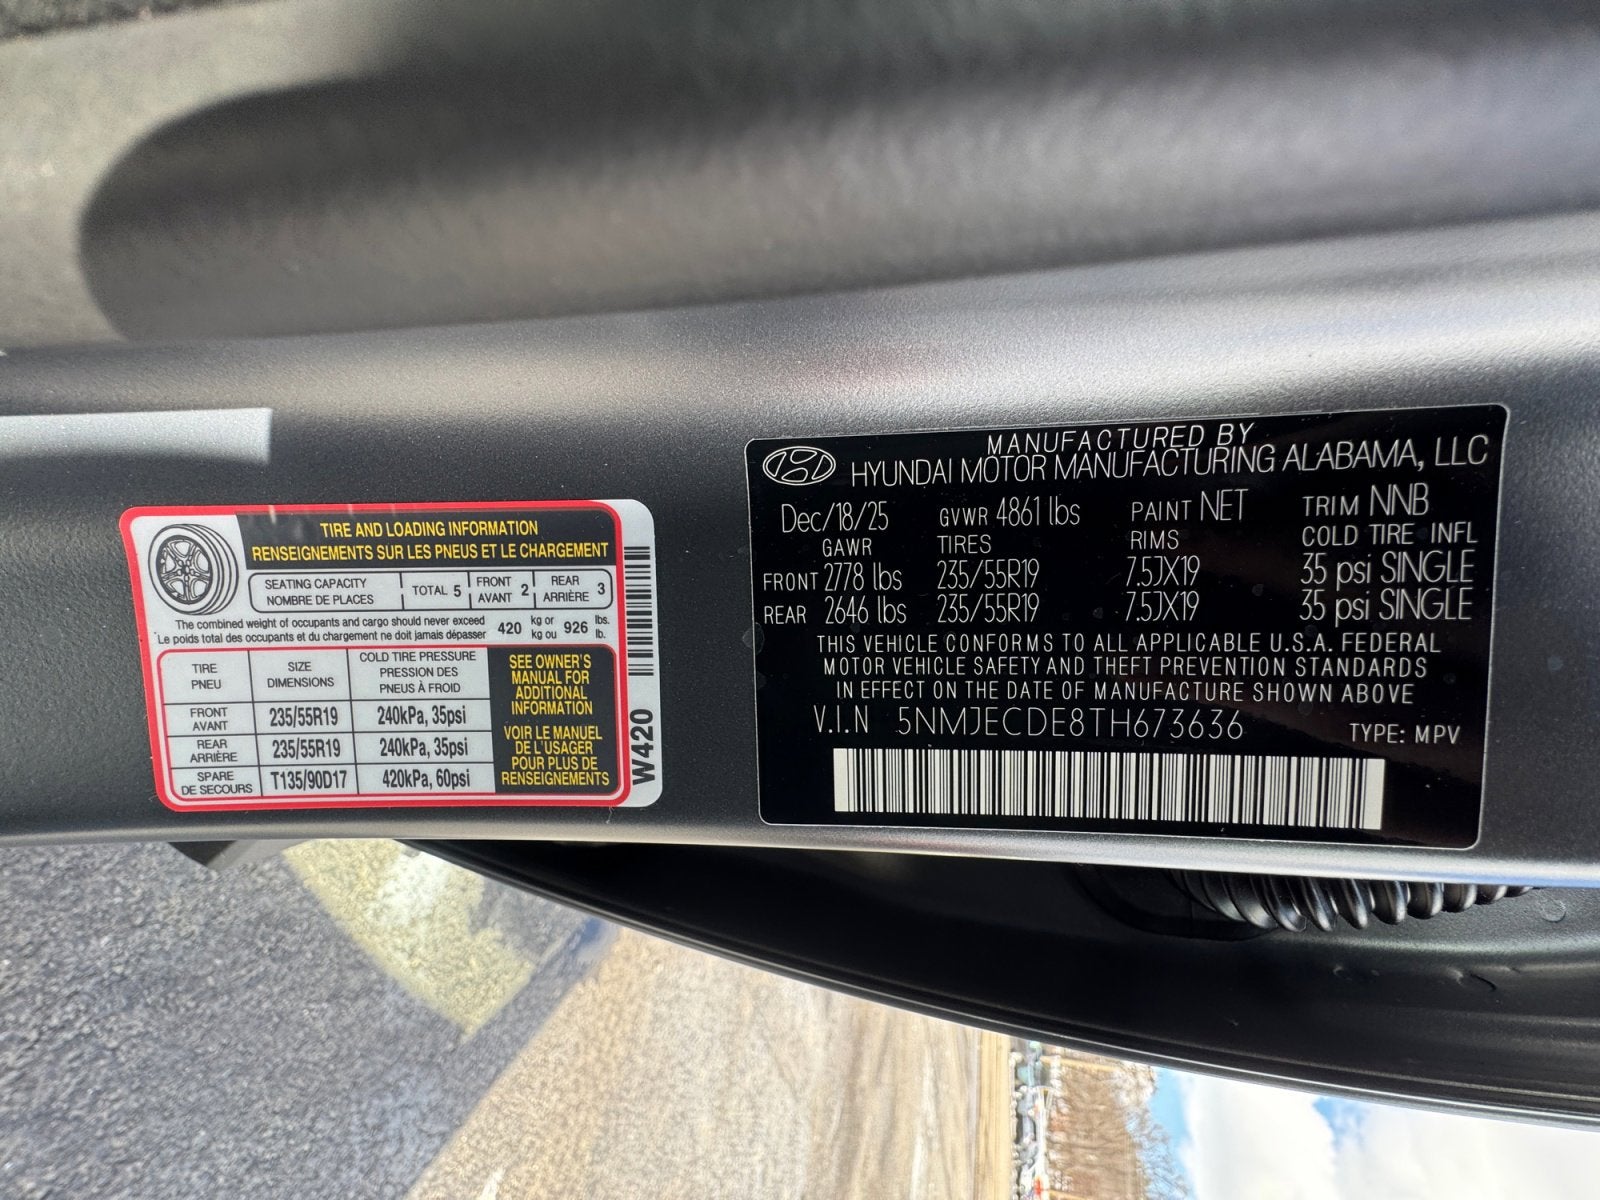 TIRE AND LOADING INFORMATION
RENSEIGNEMENTS SUR LES PNEUS ET LE CHARGEMENT
SEATING CAPACITY
NOMBRE DE PLACES
TOTAL 5
FRONT
AVANT 2
REAR
ARRIÈRE 3
The combined weight of occupants and cargo should never exceed
Le poids total des occupants et du chargement ne doit jamais dépasser
420 kg or
kg ou 926 lbs.
lb.
TIRE
PNEU
SIZE
DIMENSIONS
COLD TIRE PRESSURE
PRESSION DES
PNEUS À FROID
FRONT
AVANT
235/55R19
240kPa, 35psi
REAR
ARRIÈRE
235/55R19
240kPa, 35psi
SPARE
DE SECOURS
T135/90D17
420kPa, 60psi
SEE OWNER'S
MANUAL FOR
ADDITIONAL
INFORMATION
VOIR LE MANUEL
DE L'USAGER
POUR PLUS DE
RENSEIGNEMENTS
W420
MANUFACTURED BY
HYUNDAI MOTOR MANUFACTURING ALABAMA, LLC
Dec/18/25 GVWR 4861 lbs PAINT NET TRIM NNB
GAWR TIRES RIMS COLD TIRE INFL
FRONT 2778 lbs 235/55R19 7.5JX19 35 psi SINGLE
REAR 2646 lbs 235/55R19 7.5JX19 35 psi SINGLE
THIS VEHICLE CONFORMS TO ALL APPLICABLE U.S.A. FEDERAL
MOTOR VEHICLE SAFETY AND THEFT PREVENTION STANDARDS
IN EFFECT ON THE DATE OF MANUFACTURE SHOWN ABOVE
V.I.N 5NMJECDE8TH673636 TYPE: MPV